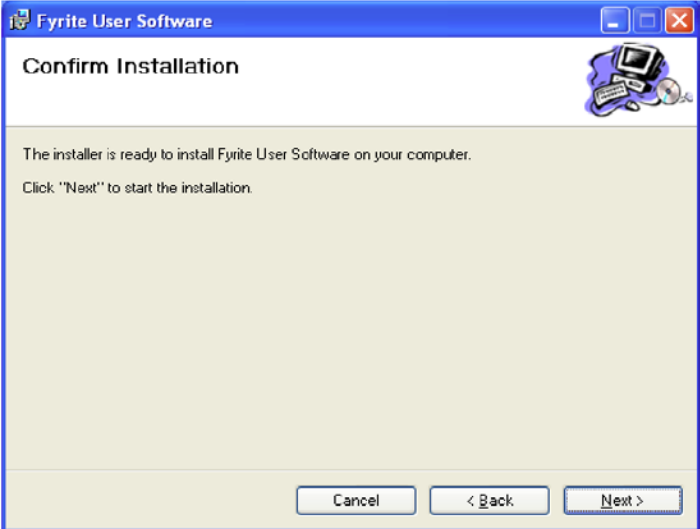 Fyrite User Software
Confirm Installation
The installer is ready to install Fyrite User Software on your computer.
Click "Next" to start the installation.
Cancel
< Back
Next >